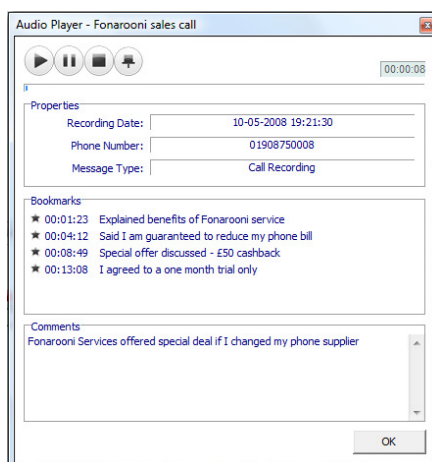 Audio Player - Fonarooni sales call
00:00:08
Properties
Recording Date: 10-05-2008 19:21:30
Phone Number: 01908750008
Message Type: Call Recording
Bookmarks
00:01:23 Explained benefits of Fonarooni service
00:04:12 Said I am guaranteed to reduce my phone bill
00:08:49 Special offer discussed - £50 cashback
00:13:08 I agreed to a one month trial only
Comments
Fonarooni Services offered special deal if I changed my phone supplier
OK